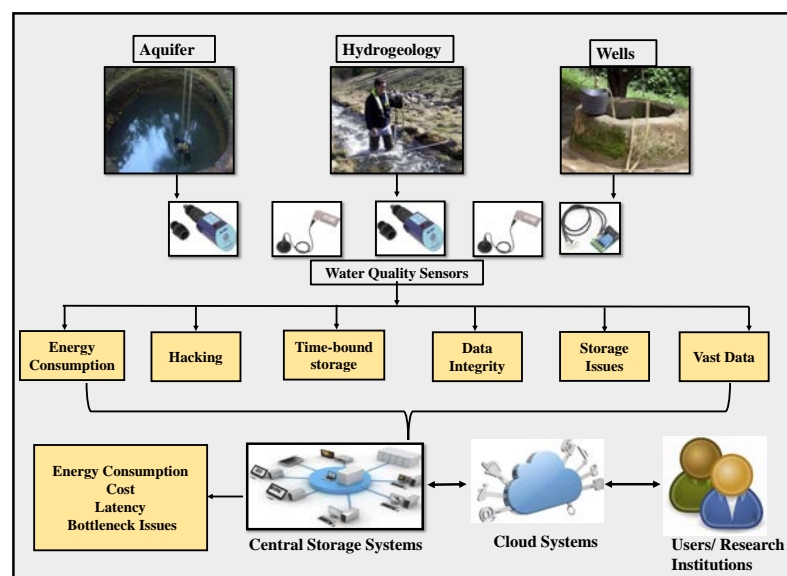 Aquifer
Hydrogeology
Wells
Water Quality Sensors
Energy
Consumption
Hacking
Time-bound
storage
Data
Integrity
Storage
Issues
Vast Data
Energy Consumption
Cost
Latency
Bottleneck Issues
Central Storage Systems
Cloud Systems
Users/ Research
Institutions